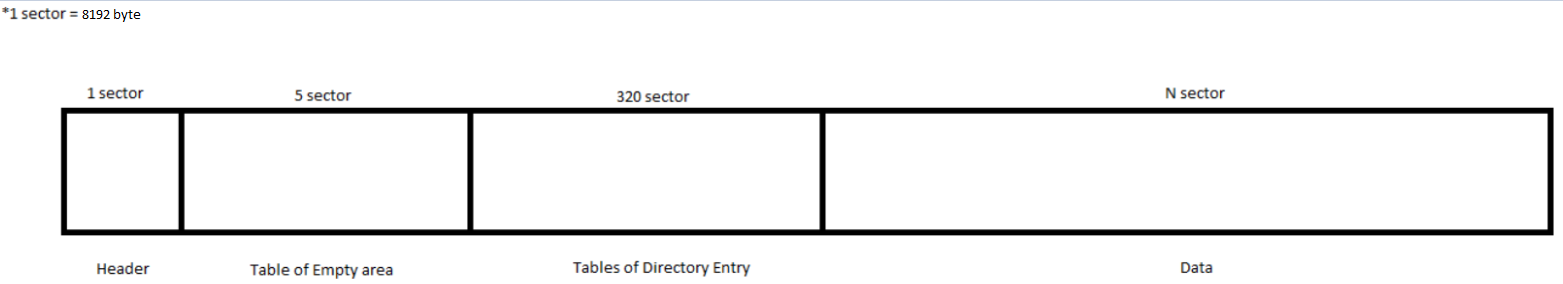 *1 sector = 8192 byte
1 sector 5 sector 320 sector N sector
Header Table of Empty area Tables of Directory Entry Data